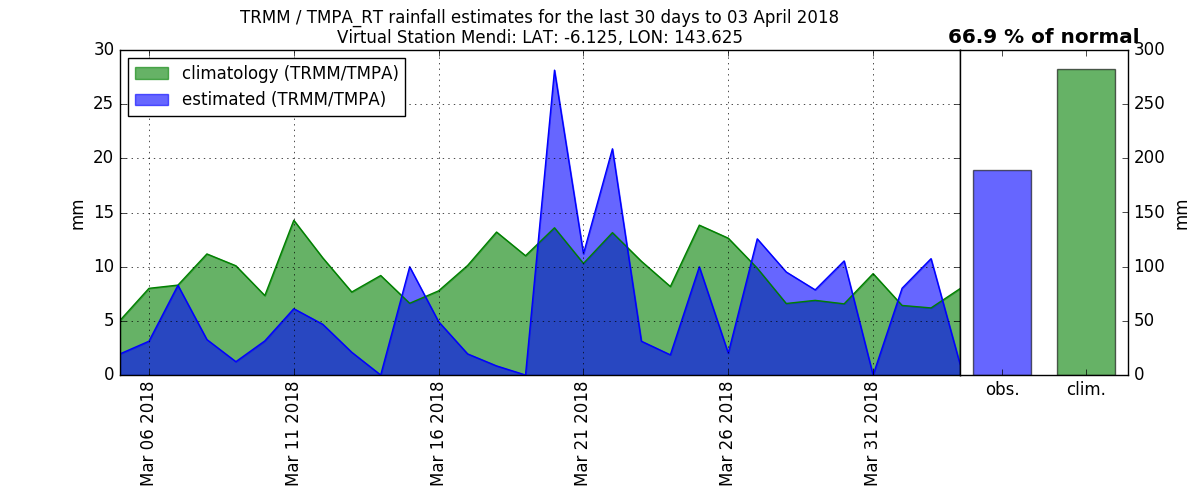 TRMM / TMPA_RT rainfall estimates for the last 30 days to 03 April 2018
Virtual Station Mendi: LAT: -6.125, LON: 143.625
66.9 % of normal
climatology (TRMM/TMPA)
estimated (TRMM/TMPA)
mm
30
25
20
15
10
5
0
Mar 06 2018
Mar 11 2018
Mar 16 2018
Mar 21 2018
Mar 26 2018
Mar 31 2018
obs.
clim.
300
250
200
150
100
50
0
mm